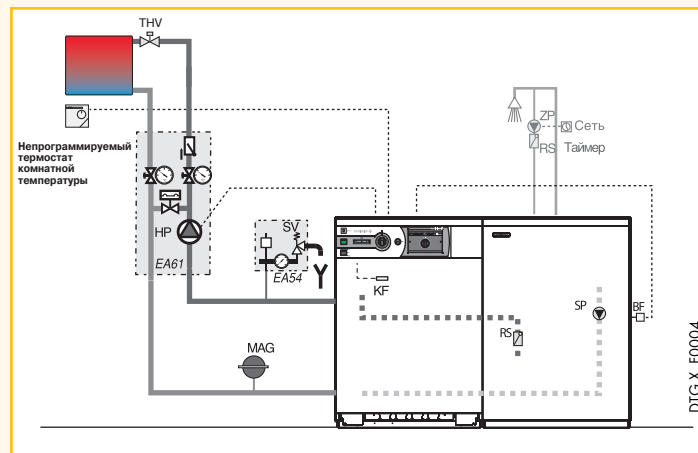 THV
ZP
Сеть
RS
Таймер
Непрограммируемый
термостат
комнатной
температуры
HP
EA61
SV
EA54
KF
SP
BF
RS
MAG
DTG X_F0004